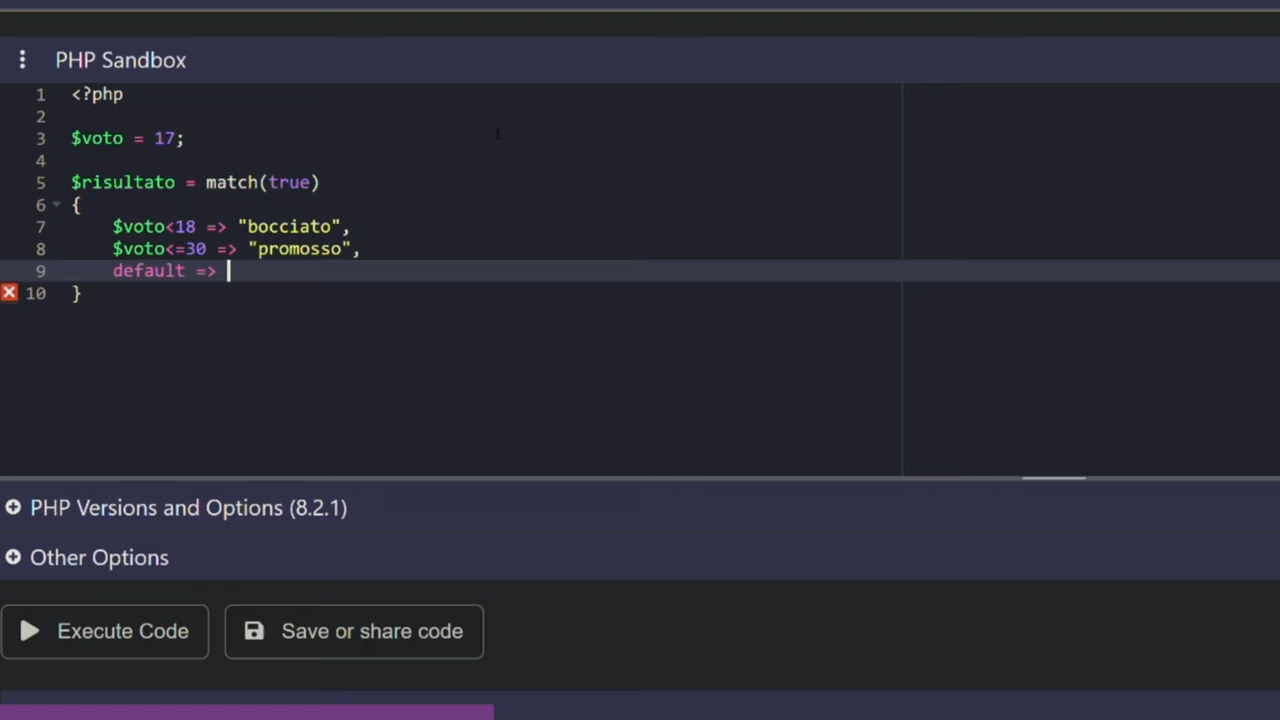 PHP Sandbox
1 <?php
2
3 $voto = 17;
4
5 $risultato = match(true)
6 {
7 $voto<18 => "bocciato",
8 $voto<=30 => "promosso",
9 default =>
10 }
PHP Versions and Options (8.2.1)
Other Options
Execute Code
Save or share code